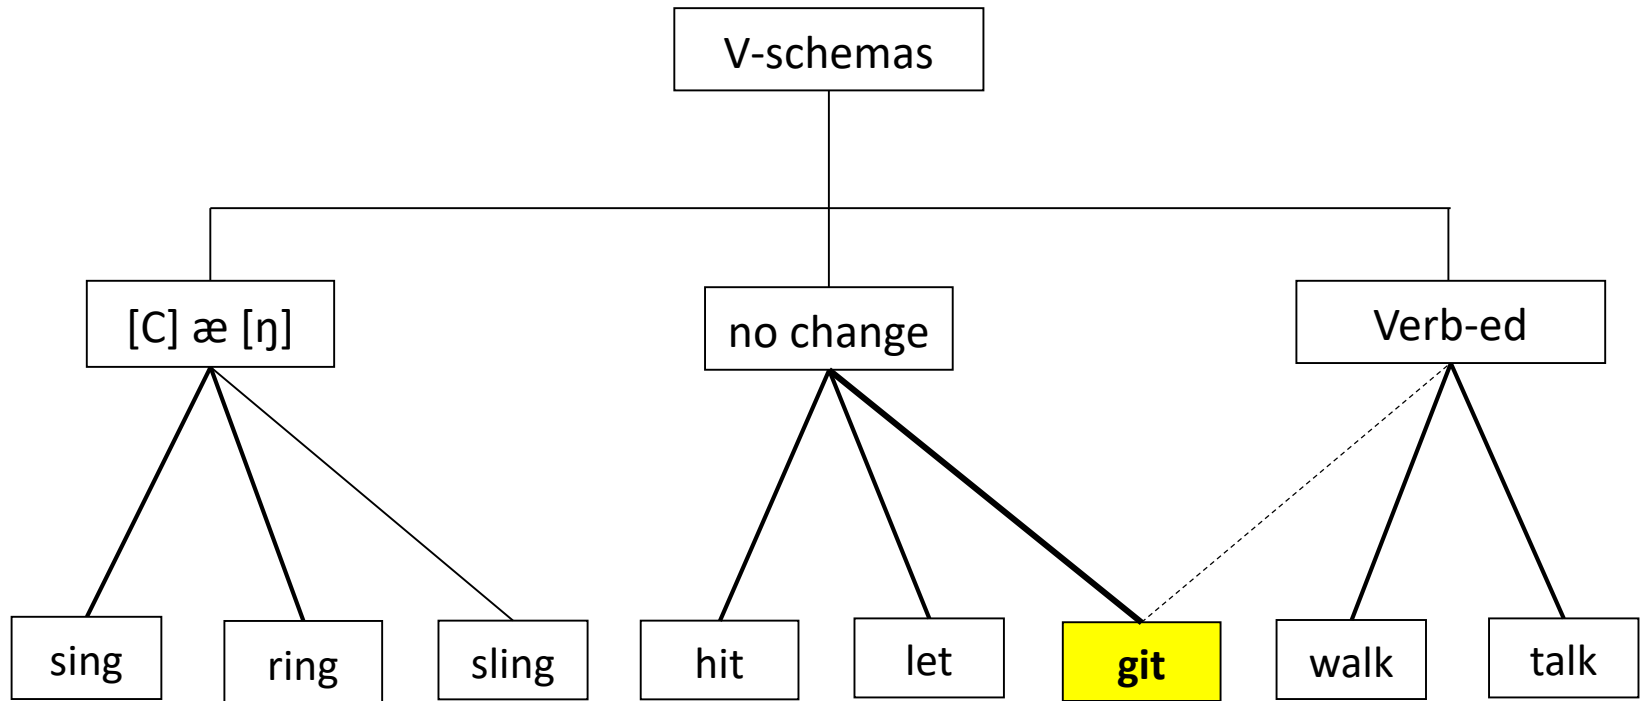 V-schemas
[C] æ [ŋ]
no change
Verb-ed
sing
ring
sling
hit
let
git
walk
talk